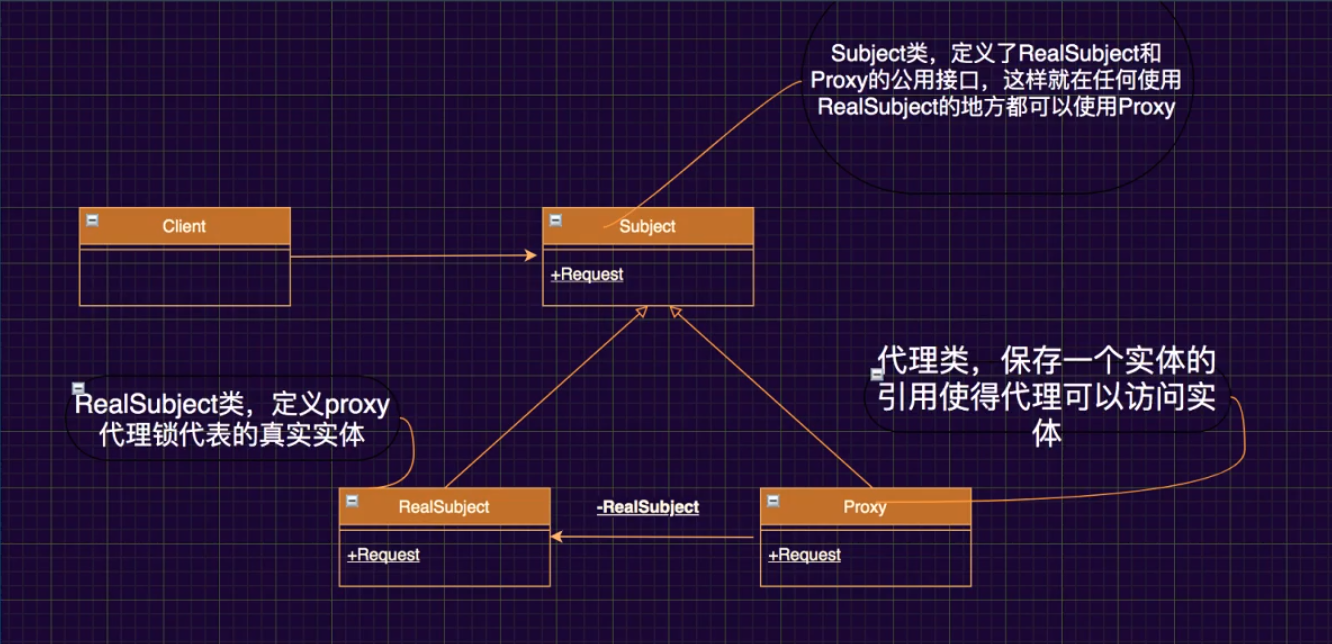 Subject类，定义了RealSubject和
Proxy的公用接口，这样就在任何使用
RealSubject的地方都可以使用Proxy
Client
Subject
+Request
代理类，保存一个实体的
引用使得代理可以访问实
体
RealSubject类，定义proxy
代理锁代表的真实实体
RealSubject
+Request
-RealSubject
Proxy
+Request